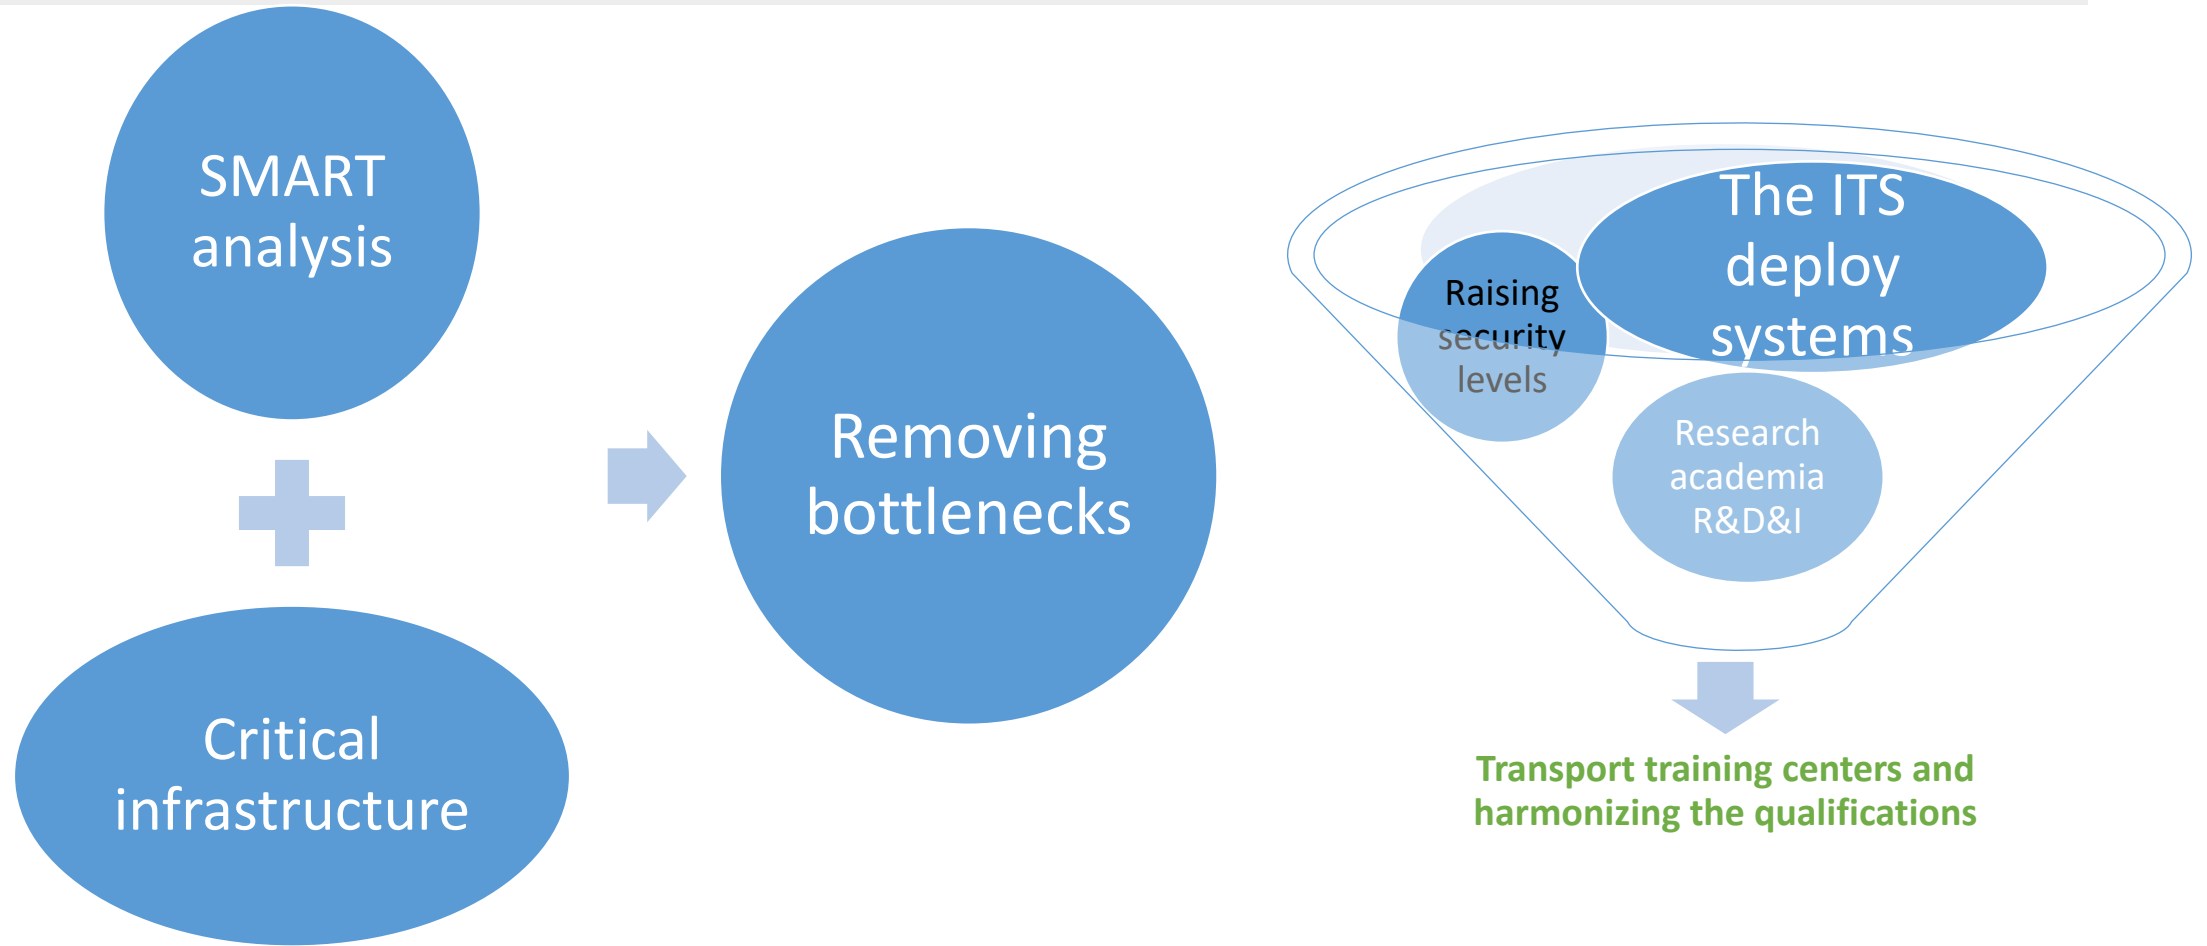 SMART
analysis
Critical
infrastructure
Removing
bottlenecks
The ITS
deploy
systems
Raising
security
levels
Research
academia
R&D&I
Transport training centers and
harmonizing the qualifications